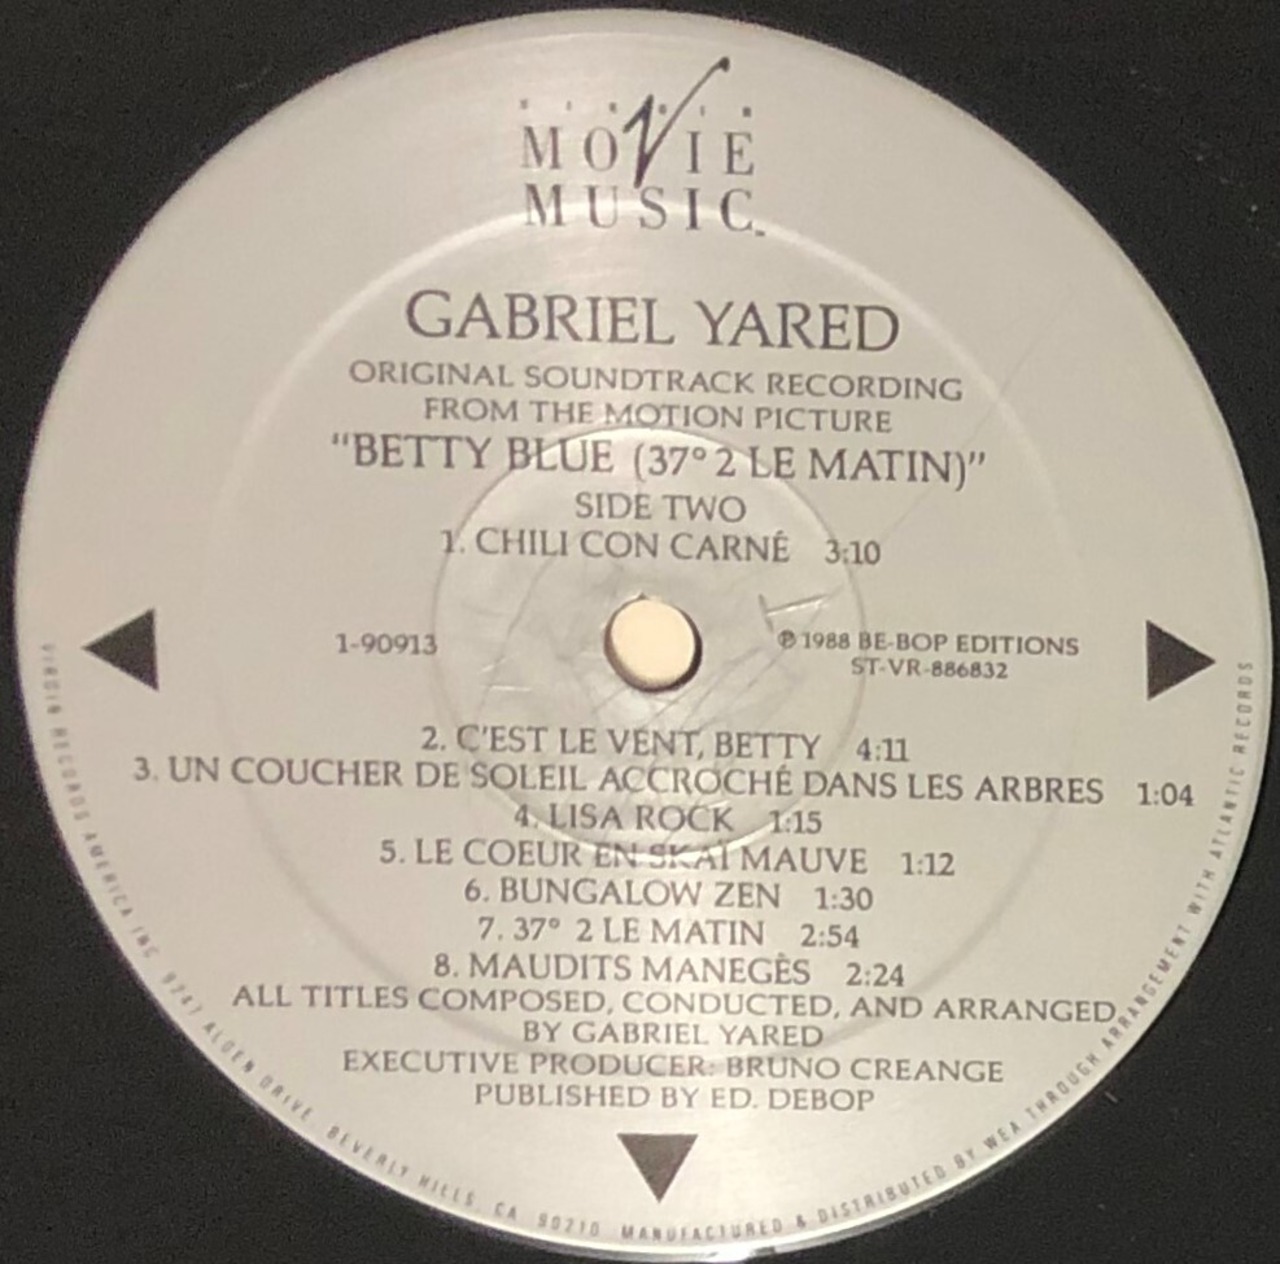 VIRGIN
MOVIE
MUSIC
GABRIEL YARED
ORIGINAL SOUNDTRACK RECORDING
FROM THE MOTION PICTURE
"BETTY BLUE (37° 2 LE MATIN)"
SIDE TWO
1. CHILI CON CARNÉ 3:10
1-90913
℗ 1988 BE-BOP EDITIONS
ST-VR-886832
2. C'EST LE VENT, BETTY 4:11
3. UN COUCHER DE SOLEIL ACCROCHÉ DANS LES ARBRES 1:04
4. LISA ROCK 1:15
5. LE COEUR EN SKAÏ MAUVE 1:12
6. BUNGALOW ZEN 1:30
7. 37° 2 LE MATIN 2:54
8. MAUDITS MANEGÈS 2:24
ALL TITLES COMPOSED, CONDUCTED, AND ARRANGED
BY GABRIEL YARED
EXECUTIVE PRODUCER: BRUNO CREANGE
PUBLISHED BY ED. DEBOP
VIRGIN RECORDS AMERICA INC. 9247 ALDEN DRIVE, BEVERLY HILLS, CA 90210 MANUFACTURED & DISTRIBUTED BY WEA THROUGH ARRANGEMENT WITH ATLANTIC RECORDS